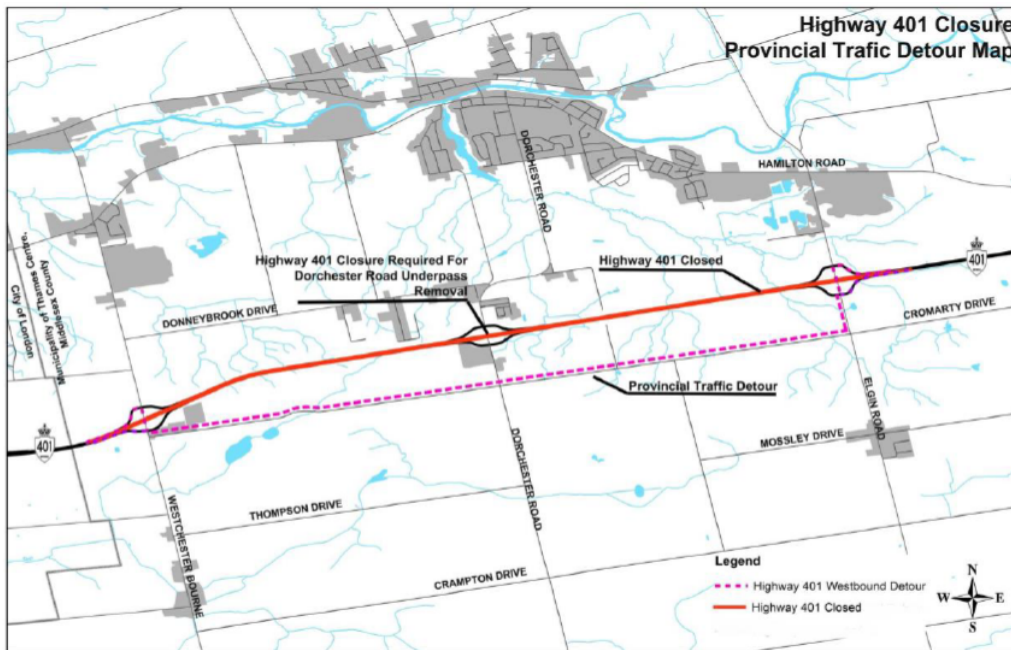 Highway 401 Closure
Provincial Trafic Detour Map
DORCHESTER ROAD
HAMILTON ROAD
Highway 401 Closure Required For
Dorchester Road Underpass
Removal
Highway 401 Closed
401
City of London
Municipality of Thames Centre,
Middlesex County
DONNEYBROOK DRIVE
CROMARTY DRIVE
Provincial Traffic Detour
ELGIN ROAD
401
MOSSLEY DRIVE
DORCHESTER ROAD
THOMPSON DRIVE
WESTCHESTER BOURNE
CRAMPTON DRIVE
Legend
Highway 401 Westbound Detour
Highway 401 Closed
N
W E
S